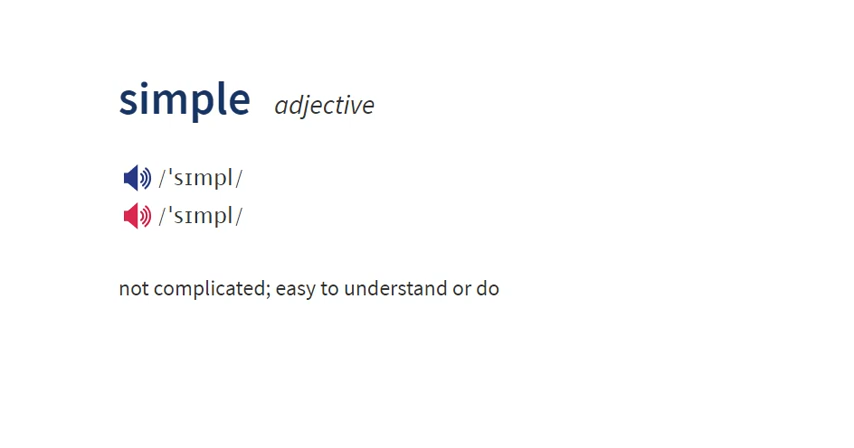 simple adjective
/ˈsɪmpl/
/ˈsɪmpl/
not complicated; easy to understand or do